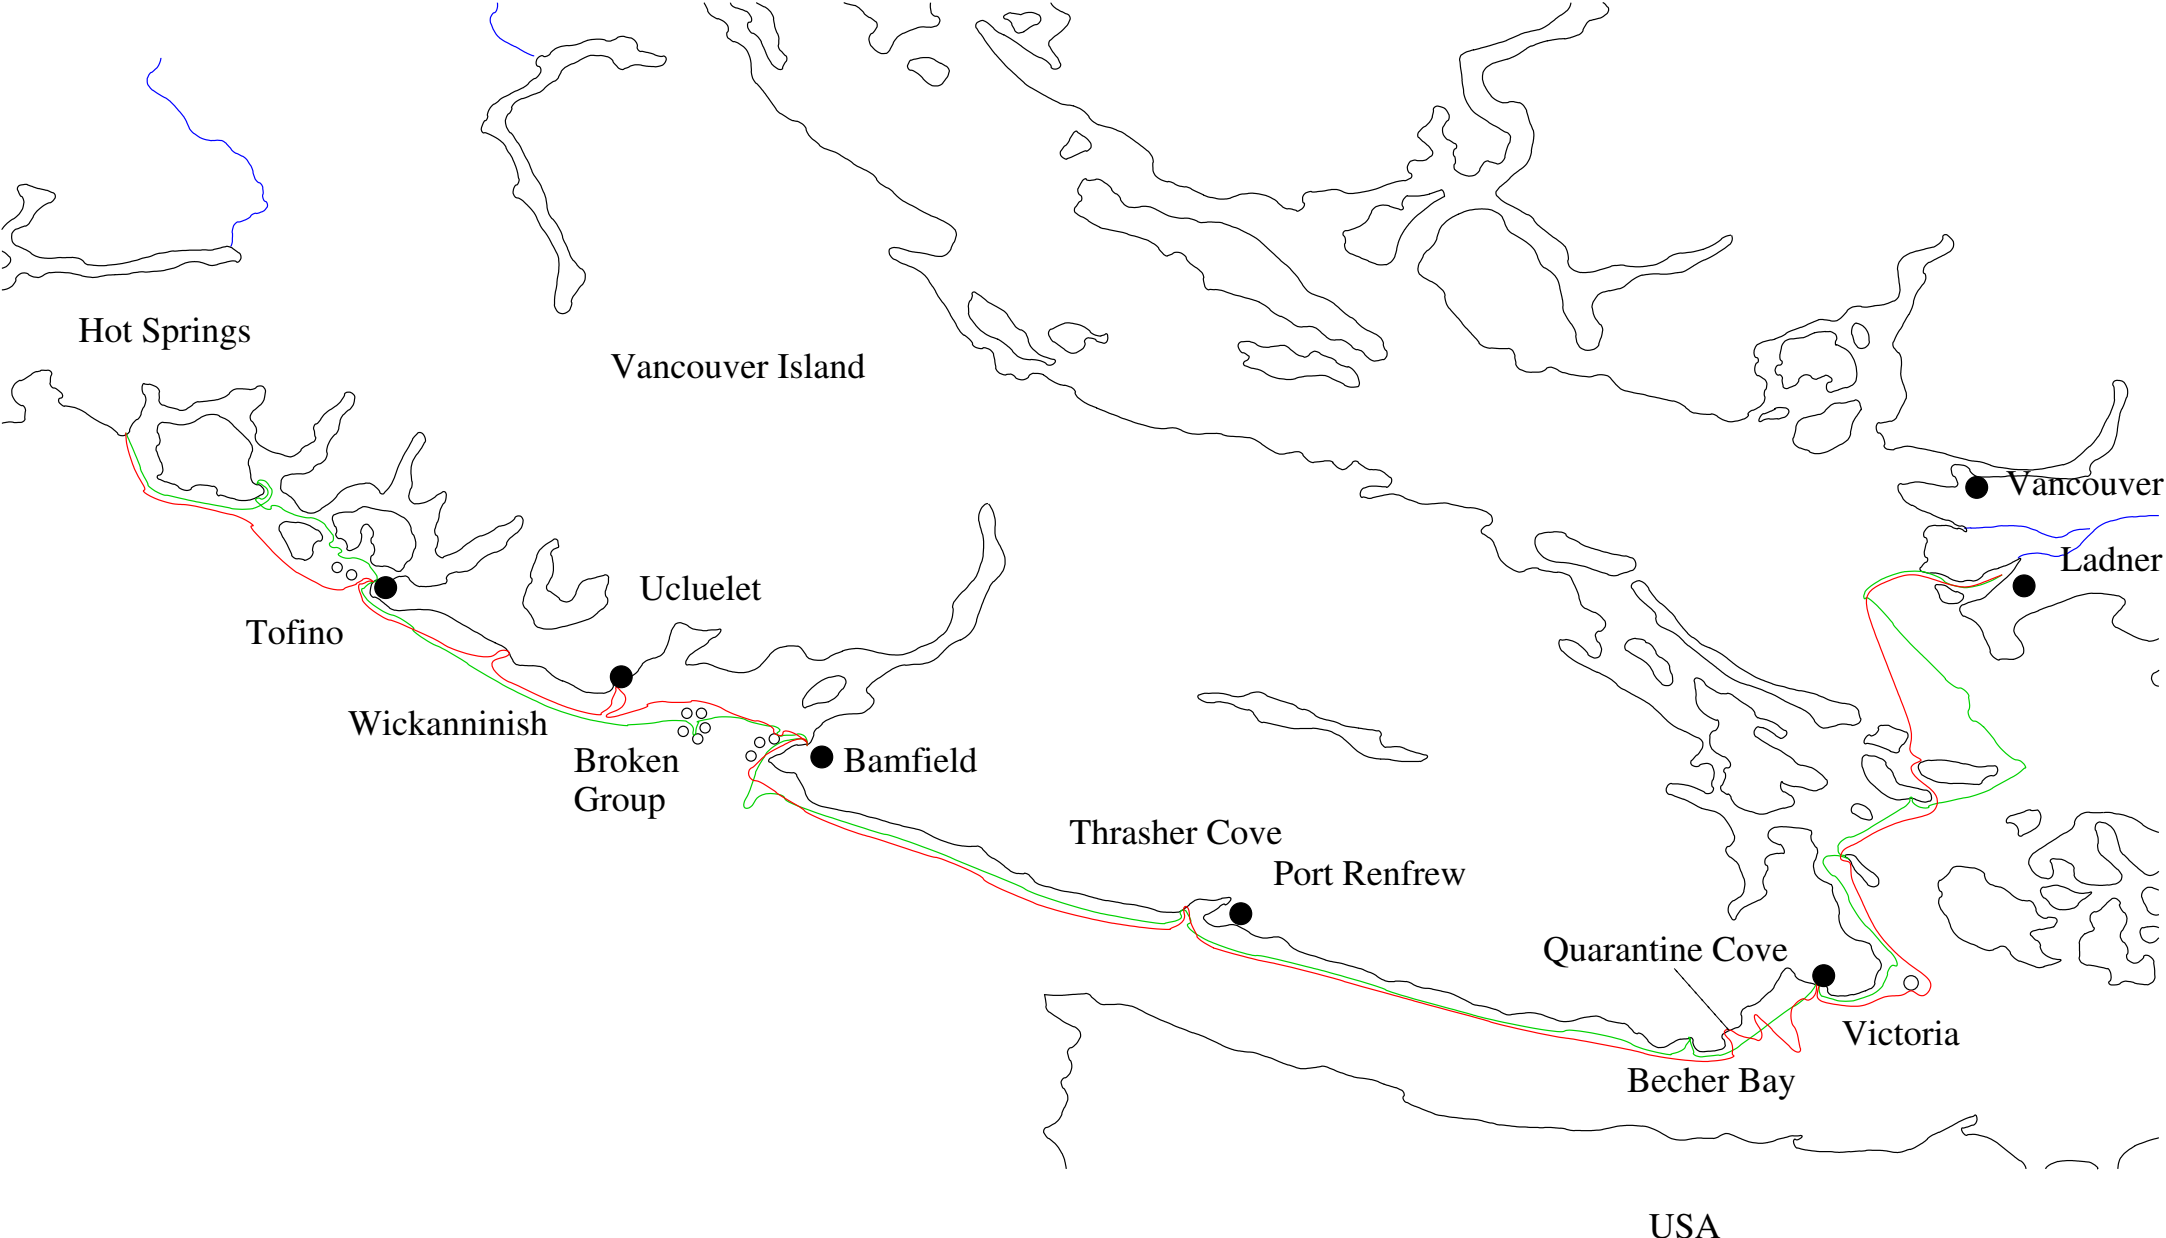 Hot Springs
Vancouver Island
Vancouver
Ladner
Ucluelet
Tofino
Wickanninish
Broken
Group
Bamfield
Thrasher Cove
Port Renfrew
Quarantine Cove
Victoria
Becher Bay
USA